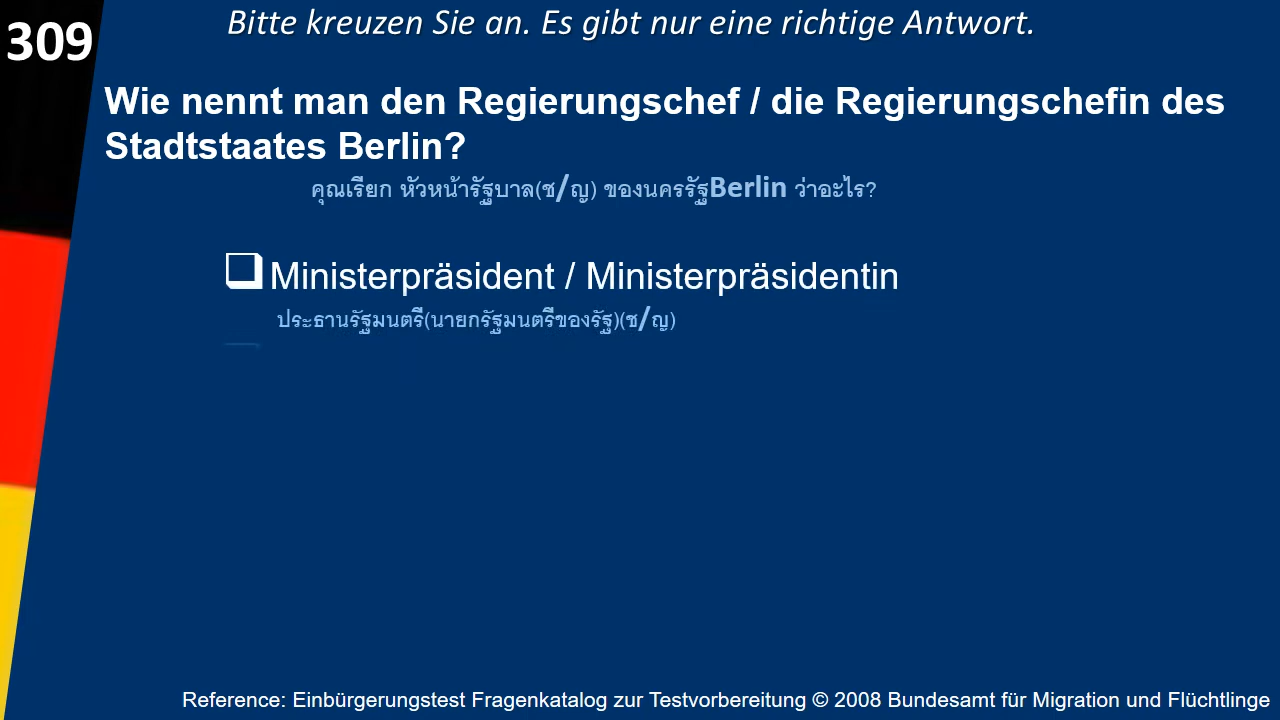 309
Bitte kreuzen Sie an. Es gibt nur eine richtige Antwort.
Wie nennt man den Regierungschef / die Regierungschefin des
Stadtstaates Berlin?
คุณเรียก หัวหน้ารัฐบาล(ช/ญ) ของนครรัฐBerlin ว่าอะไร?
❑ Ministerpräsident / Ministerpräsidentin
ประธานรัฐมนตรี(นายกรัฐมนตรีของรัฐ)(ช/ญ)
Reference: Einbürgerungstest Fragenkatalog zur Testvorbereitung © 2008 Bundesamt für Migration und Flüchtlinge